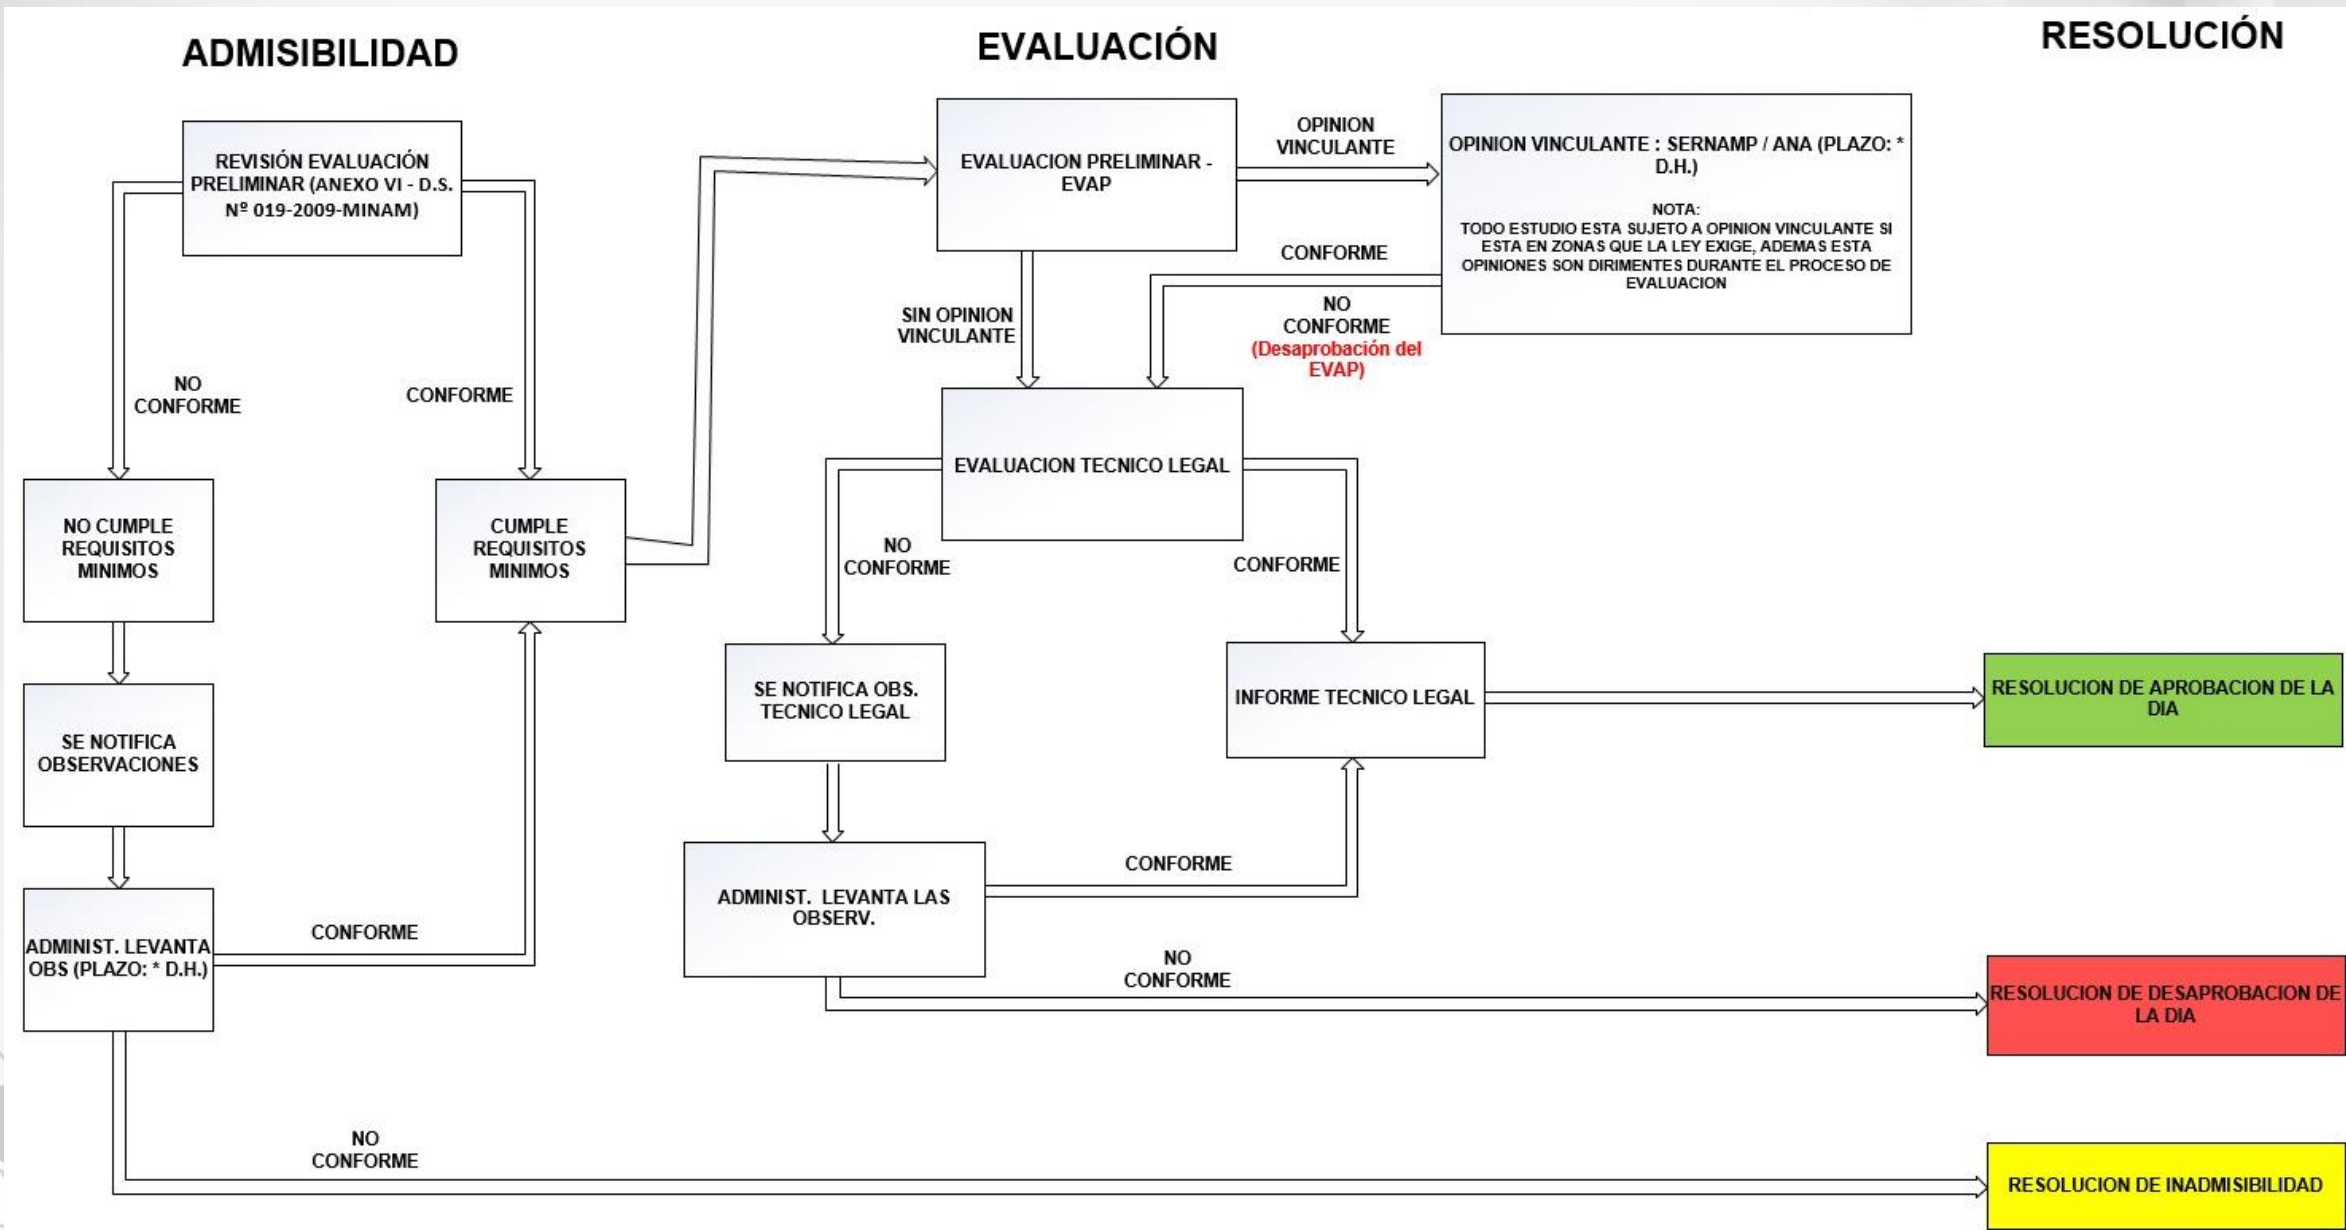 ADMISIBILIDAD
EVALUACIÓN
RESOLUCIÓN
REVISIÓN EVALUACIÓN
PRELIMINAR (ANEXO VI - D.S.
Nº 019-2009-MINAM)
NO
CONFORME
CONFORME
NO CUMPLE
REQUISITOS
MINIMOS
CUMPLE
REQUISITOS
MINIMOS
SE NOTIFICA
OBSERVACIONES
ADMINIST. LEVANTA
OBS (PLAZO: * D.H.)
CONFORME
NO
CONFORME
EVALUACION PRELIMINAR -
EVAP
OPINION
VINCULANTE
OPINION VINCULANTE : SERNAMP / ANA (PLAZO: *
D.H.)
NOTA:
TODO ESTUDIO ESTA SUJETO A OPINION VINCULANTE SI
ESTA EN ZONAS QUE LA LEY EXIGE, ADEMAS ESTA
OPINIONES SON DIRIMENTES DURANTE EL PROCESO DE
EVALUACION
CONFORME
NO
CONFORME
(Desaprobación del
EVAP)
SIN OPINION
VINCULANTE
EVALUACION TECNICO LEGAL
NO
CONFORME
CONFORME
SE NOTIFICA OBS.
TECNICO LEGAL
INFORME TECNICO LEGAL
ADMINIST. LEVANTA LAS
OBSERV.
CONFORME
NO
CONFORME
RESOLUCION DE APROBACION DE LA
DIA
RESOLUCION DE DESAPROBACION DE
LA DIA
RESOLUCION DE INADMISIBILIDAD